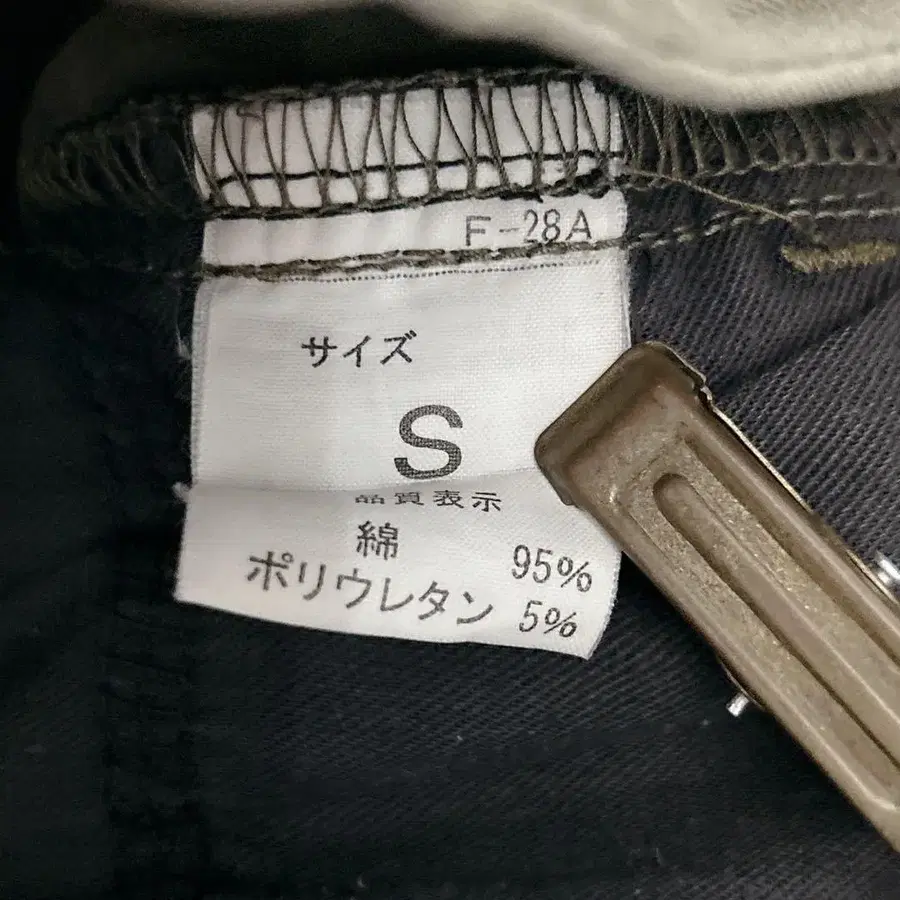 F-28A
サイズ
S
品質表示
綿 95%
ポリウレタン 5%